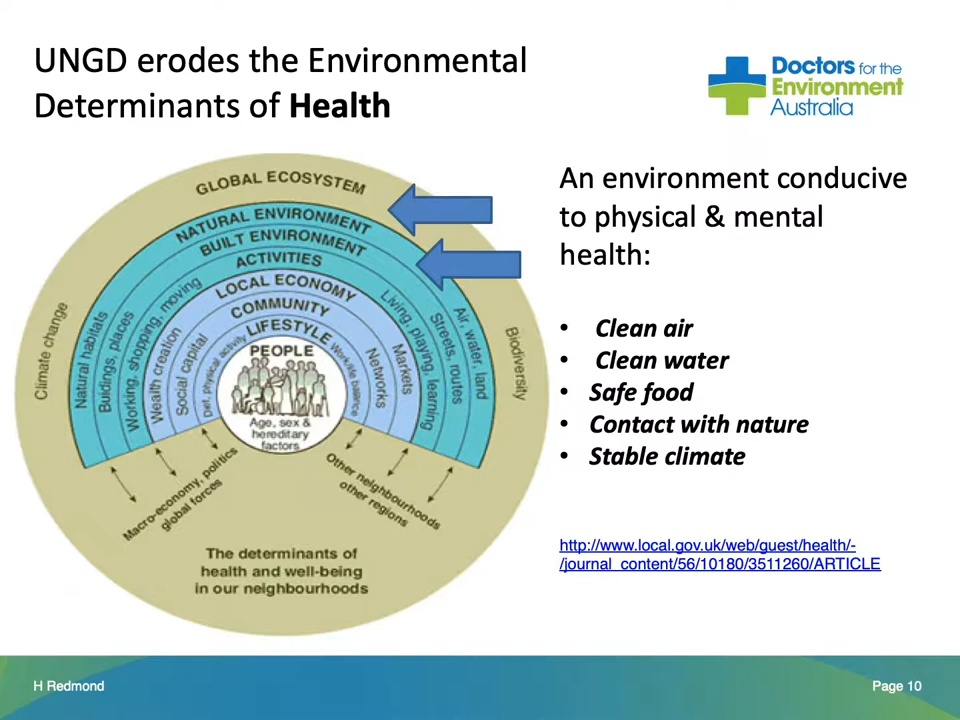 UNGD erodes the Environmental
Determinants of Health
Doctors for the
Environment
Australia
GLOBAL ECOSYSTEM
NATURAL ENVIRONMENT
BUILT ENVIRONMENT
ACTIVITIES
LOCAL ECONOMY
COMMUNITY
LIFESTYLE
PEOPLE
Age, sex &
hereditary
factors
Climate change
Natural habitats
Buildings, places
Working, shopping, moving
Wealth creation
Social capital
Diet, physical activity
Work/life balance
Networks
Markets
Living, playing, learning
Streets, routes
Air, water, land
Biodiversity
Macro-economy, politics
global forces
Other neighbourhoods
other regions
The determinants of
health and well-being
in our neighbourhoods
An environment conducive
to physical & mental
health:
• Clean air
• Clean water
• Safe food
• Contact with nature
• Stable climate
http://www.local.gov.uk/web/guest/health/-
/journal_content/56/10180/3511260/ARTICLE
H Redmond
Page 10